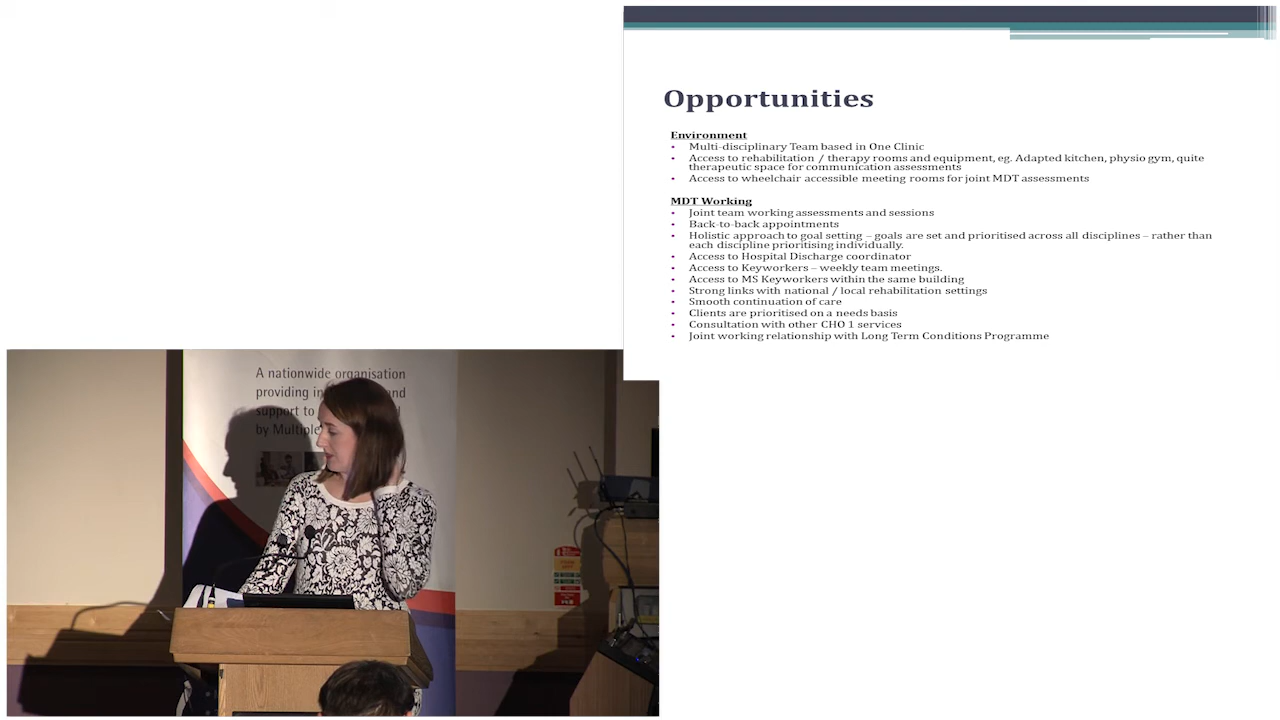 Opportunities
Environment
• Multi-disciplinary Team based in One Clinic
• Access to rehabilitation / therapy rooms and equipment, eg. Adapted kitchen, physio gym, quite
therapeutic space for communication assessments
• Access to wheelchair accessible meeting rooms for joint MDT assessments
MDT Working
• Joint team working assessments and sessions
• Back-to-back appointments
• Holistic approach to goal setting – goals are set and prioritised across all disciplines – rather than
each discipline prioritising individually.
• Access to Hospital Discharge coordinator
• Access to Keyworkers – weekly team meetings.
• Access to MS Keyworkers within the same building
• Strong links with national / local rehabilitation settings
• Smooth continuation of care
• Clients are prioritised on a needs basis
• Consultation with other CHO 1 services
• Joint working relationship with Long Term Conditions Programme
A nationwide organisation
providing and
support to
by Multiple